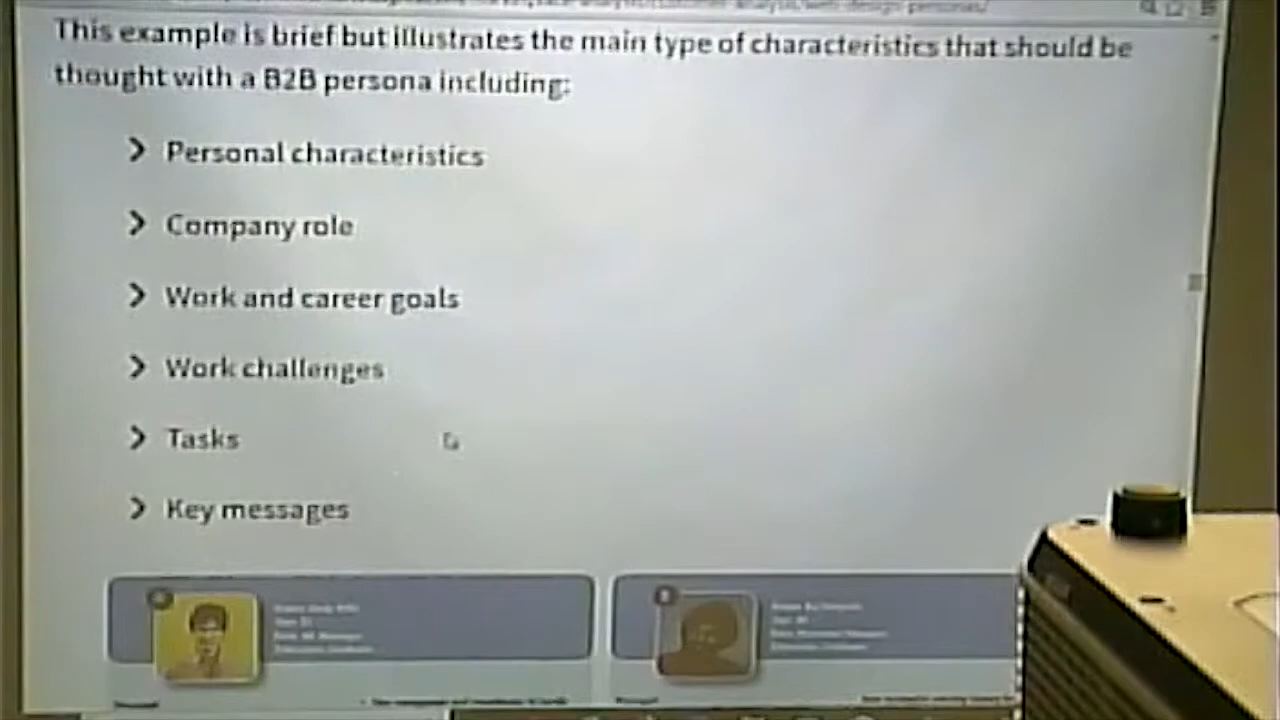 This example is brief but illustrates the main type of characteristics that should be
thought with a B2B persona including:
Personal characteristics
Company role
Work and career goals
Work challenges
Tasks
Key messages